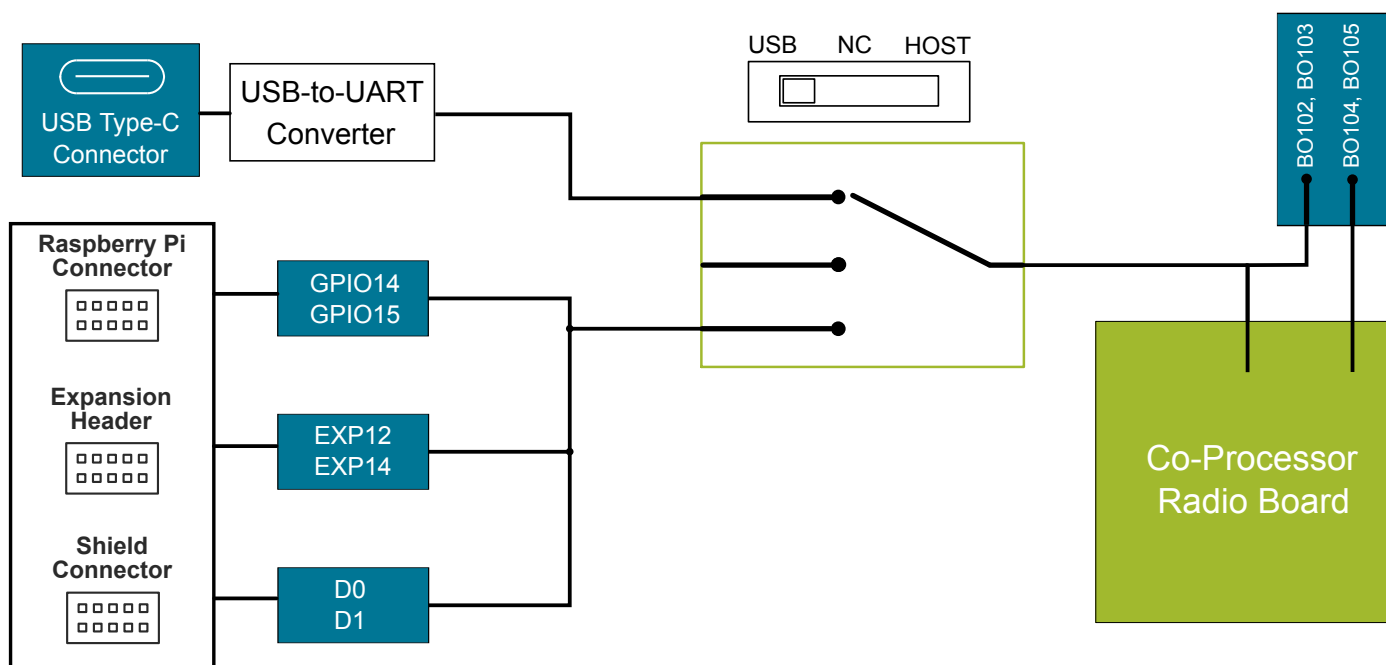 USB NC HOST
BO102, BO103
BO104, BO105
USB Type-C
Connector
USB-to-UART
Converter
Raspberry Pi
Connector
GPIO14
GPIO15
Expansion
Header
EXP12
EXP14
Shield
Connector
D0
D1
Co-Processor
Radio Board